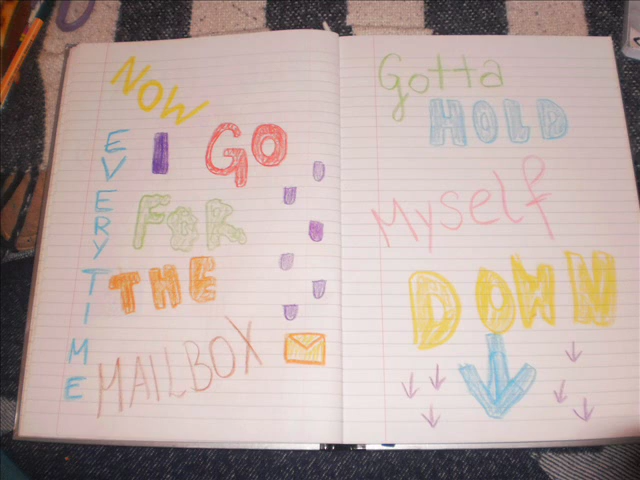 NOW
EVERYTIME
I GO
FOR
THE
MAILBOX
Gotta
HOLD
Myself
DOWN